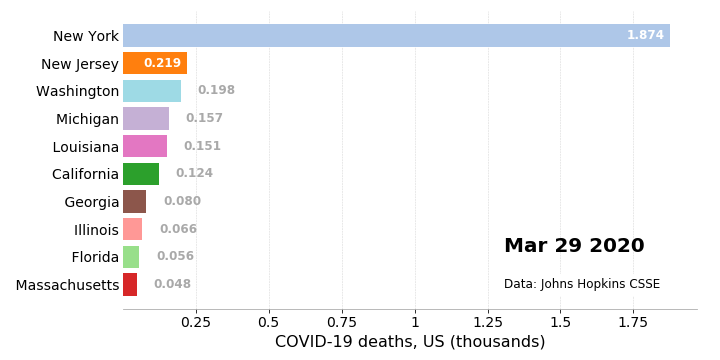 New York 1.874
New Jersey 0.219
Washington 0.198
Michigan 0.157
Louisiana 0.151
California 0.124
Georgia 0.080
Illinois 0.066
Florida 0.056
Massachusetts 0.048
Mar 29 2020
Data: Johns Hopkins CSSE
0.25 0.5 0.75 1 1.25 1.5 1.75
COVID-19 deaths, US (thousands)